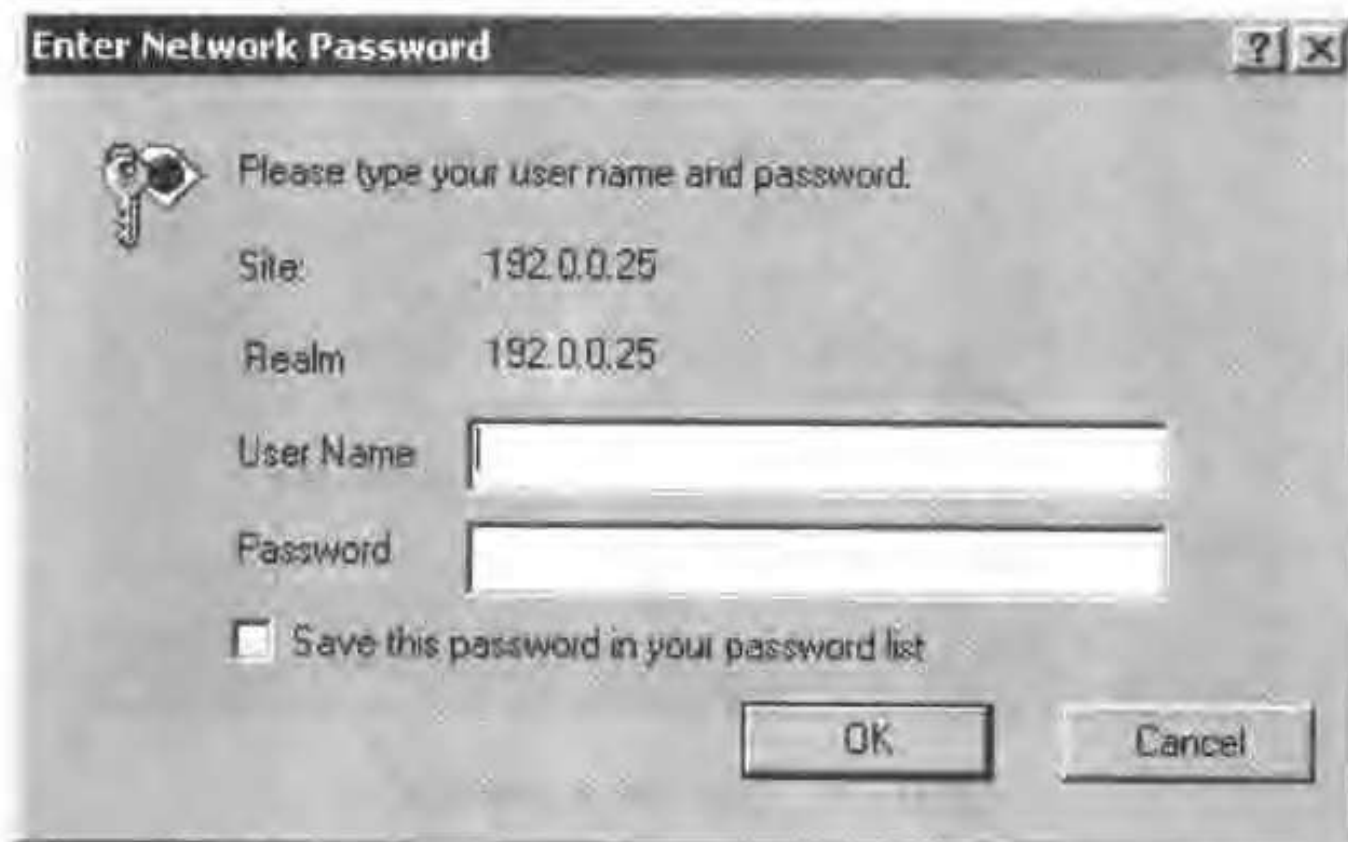 Enter Network Password
Please type your user name and password.
Site: 192.0.0.25
Realm 192.0.0.25
User Name
Password
Save this password in your password list
OK Cancel